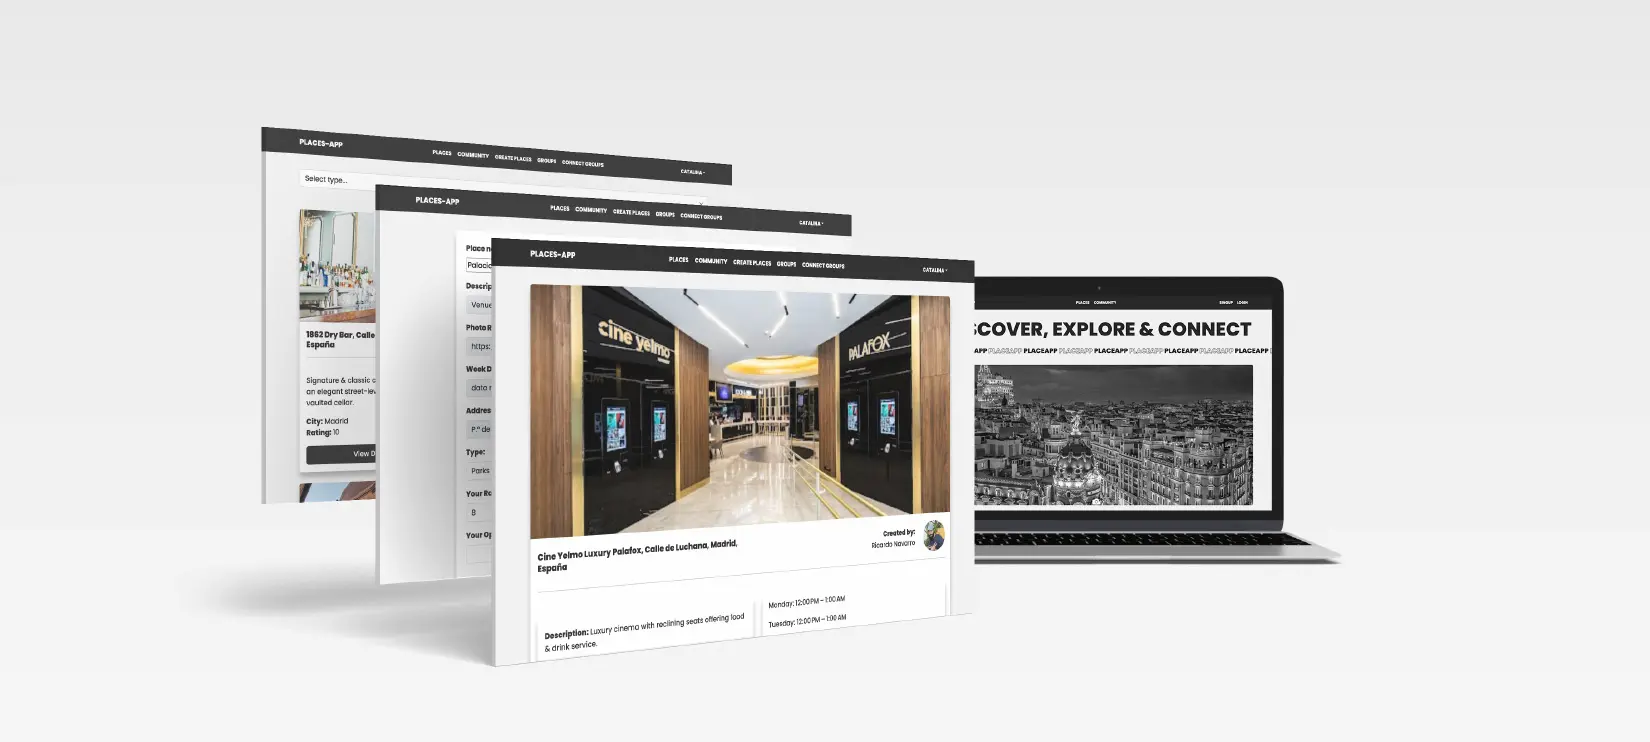 PLACES-APP
PLACES COMMUNITY CREATE PLACES GROUPS CONNECT GROUPS
CATALINA
Select type...
1862 Dry Bar, Calle
España
Signature & classic c
an elegant street-lev
vaulted cellar.
City: Madrid
Rating: 10
View D
PLACES-APP
PLACES COMMUNITY CREATE PLACES GROUPS CONNECT GROUPS
CATALINA
Place n
Palacio
Descrip
Venue
Photo R
https:
Week D
data n
Addres
P.º de
Type:
Parks
Your Ra
8
Your Op
PLACES-APP
PLACES COMMUNITY CREATE PLACES GROUPS CONNECT GROUPS
CATALINA
cine yelmo
PALAFOX
Cine Yelmo Luxury Palafox, Calle de Luchana, Madrid,
España
Created by:
Ricardo Navarro
Description: Luxury cinema with reclining seats offering food
& drink service.
Monday: 12:00 PM – 1:00 AM
Tuesday: 12:00 PM – 1:00 AM
PLACES COMMUNITY
SINGUP LOGIN
SCOVER, EXPLORE & CONNECT
APP PLACEAPP PLACEAPP PLACEAPP PLACEAPP PLACEAPP PLACEAPP PLACEAPP PLACEAPP